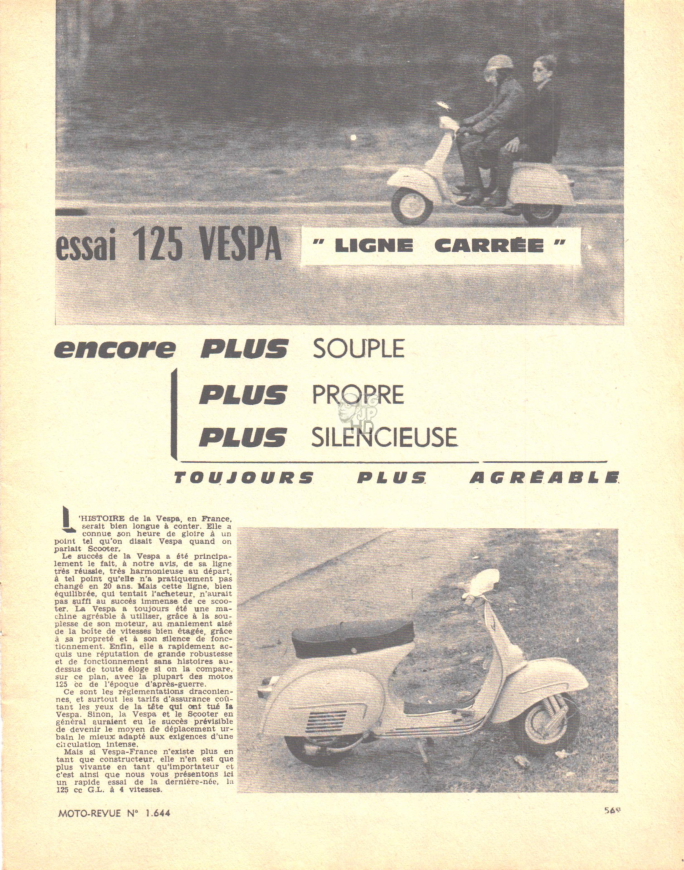 essai 125 VESPA " LIGNE CARRÉE "
encore PLUS SOUPLE
PLUS PROPRE
PLUS SILENCIEUSE
TOUJOURS PLUS AGRÉABLE
L'HISTOIRE de la Vespa, en France,
serait bien longue à conter. Elle a
connue son heure de gloire à un
point tel qu'on disait Vespa quand on
parlait Scooter.
Le succès de la Vespa a été principa-
lement le fait, à notre avis, de sa ligne
très réussie, très harmonieuse au départ,
à tel point qu'elle n'a pratiquement pas
changé en 20 ans. Mais cette ligne, bien
équilibrée, qui tentait l'acheteur, n'aurait
pas suffi au succès immense de ce scoo-
ter. La Vespa a toujours été une ma-
chine agréable à utiliser, grâce à la sou-
plesse de son moteur, au maniement aisé
de la boîte de vitesses bien étagée, grâce
à sa propreté et à son silence de fonc-
tionnement. Enfin, elle a rapidement ac-
quis une réputation de grande robustesse
et de fonctionnement sans histoires au-
dessus de toute éloge si on la compare,
sur ce plan, avec la plupart des motos
125 cc de l'époque d'après-guerre.
Ce sont les réglementations draconien-
nes, et surtout les tarifs d'assurance coû-
tant les yeux de la tête qui ont tué la
Vespa. Sinon, la Vespa et le Scooter en
général auraient eu le succès prévisible
de devenir le moyen de déplacement ur-
bain le mieux adapté aux exigences d'une
circulation intense.
Mais si Vespa-France n'existe plus en
tant que constructeur, elle n'en est que
plus vivante en tant qu'importateur et
c'est ainsi que nous vous présentons ici
un rapide essai de la dernière-née, la
125 cc G.L. à 4 vitesses.
MOTO-REVUE N° 1.644
569